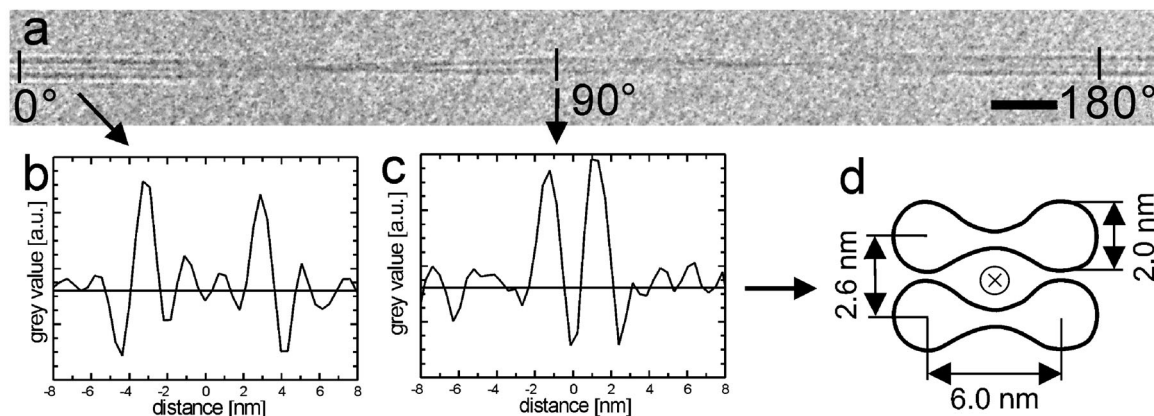 a
0°
90°
180°
b
grey value [a.u.]
-8 -6 -4 -2 0 2 4 6 8
distance [nm]
c
grey value [a.u.]
-8 -6 -4 -2 0 2 4 6 8
distance [nm]
d
2.6 nm
2.0 nm
6.0 nm